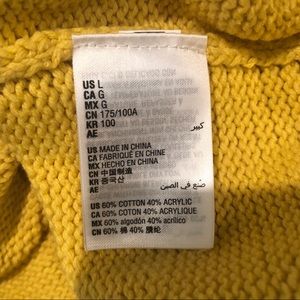 US L
CA G
MX G
CN 175/100A
KR 100
AE كبير
US MADE IN CHINA
CA FABRIQUÉ EN CHINE
MX HECHO EN CHINA
CN 中国制造
KR 중국산
AE صنع في الصين
US 60% COTTON 40% ACRYLIC
CA 60% COTON 40% ACRYLIQUE
MX 60% algodón 40% acrílico
CN 60% 棉 40% 腈纶